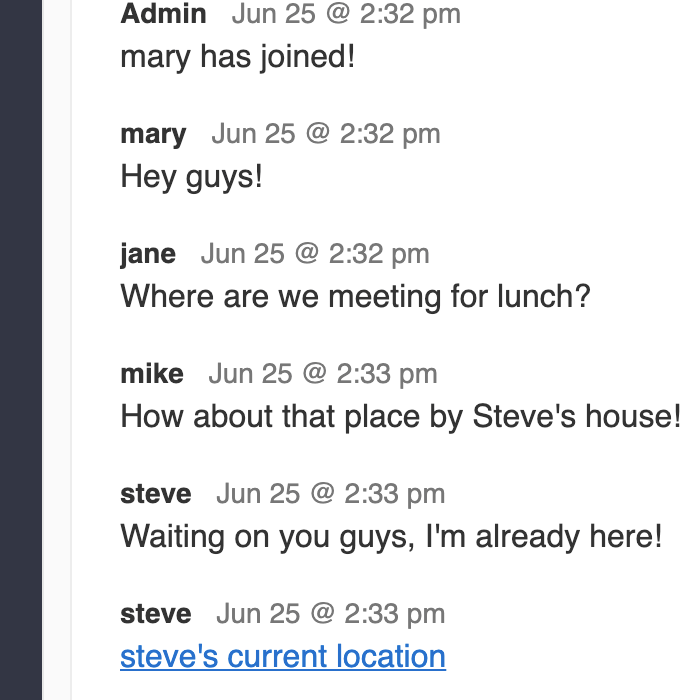 Admin Jun 25 @ 2:32 pm
mary has joined!
mary Jun 25 @ 2:32 pm
Hey guys!
jane Jun 25 @ 2:32 pm
Where are we meeting for lunch?
mike Jun 25 @ 2:33 pm
How about that place by Steve's house!
steve Jun 25 @ 2:33 pm
Waiting on you guys, I'm already here!
steve Jun 25 @ 2:33 pm
steve's current location